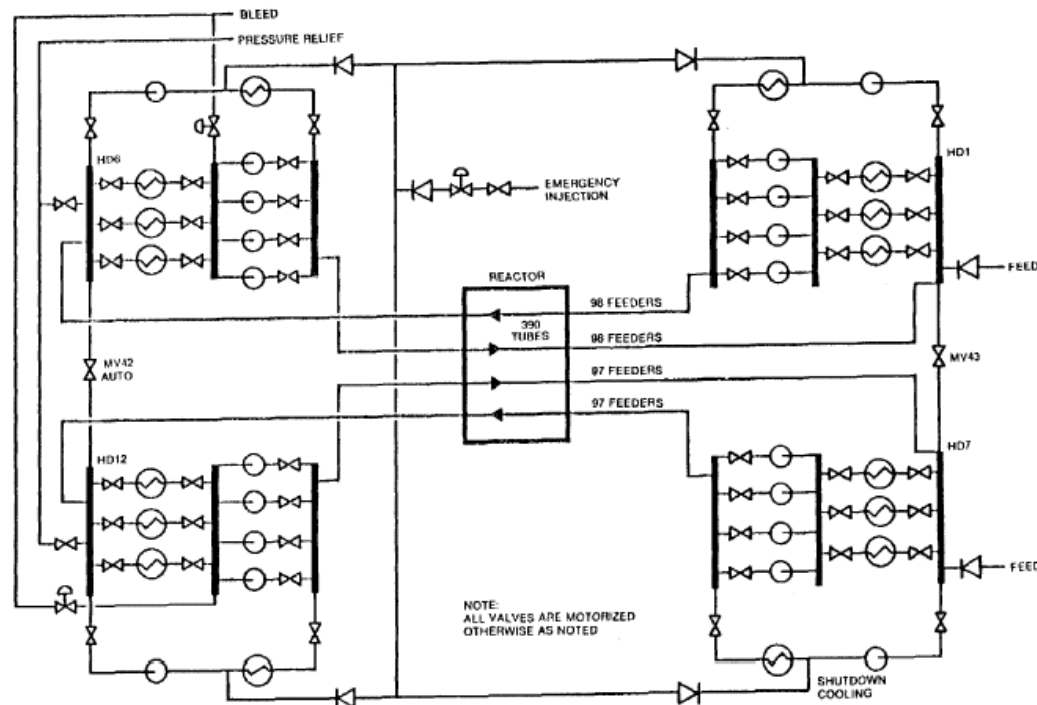 BLEED
PRESSURE RELIEF
HD6
HD1
EMERGENCY
INJECTION
FEED
REACTOR
98 FEEDERS
390
TUBES
98 FEEDERS
MV42
AUTO
MV43
97 FEEDERS
97 FEEDERS
HD12
HD7
FEED
NOTE:
ALL VALVES ARE MOTORIZED
OTHERWISE AS NOTED
SHUTDOWN
COOLING